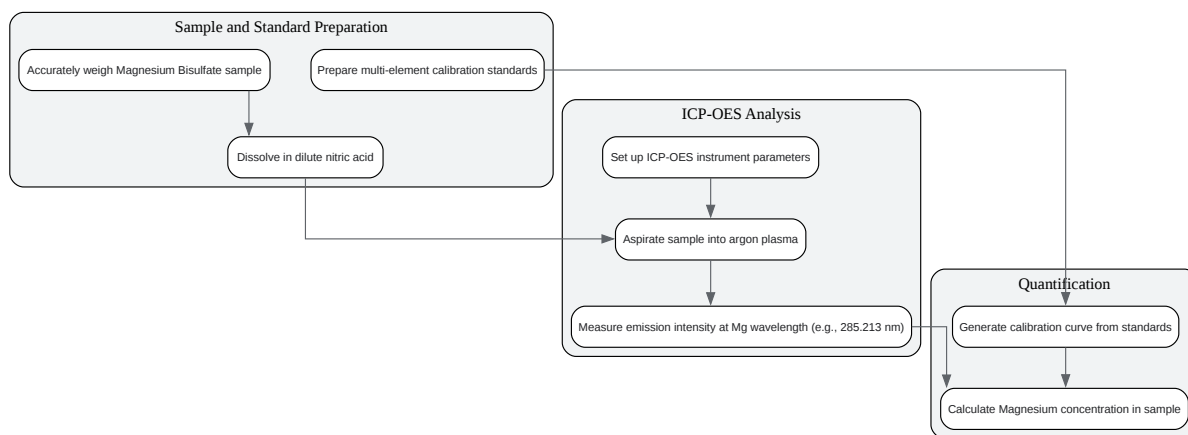 Sample and Standard Preparation
Accurately weigh Magnesium Bisulfate sample
Prepare multi-element calibration standards
Dissolve in dilute nitric acid
ICP-OES Analysis
Set up ICP-OES instrument parameters
Aspirate sample into argon plasma
Measure emission intensity at Mg wavelength (e.g., 285.213 nm)
Quantification
Generate calibration curve from standards
Calculate Magnesium concentration in sample